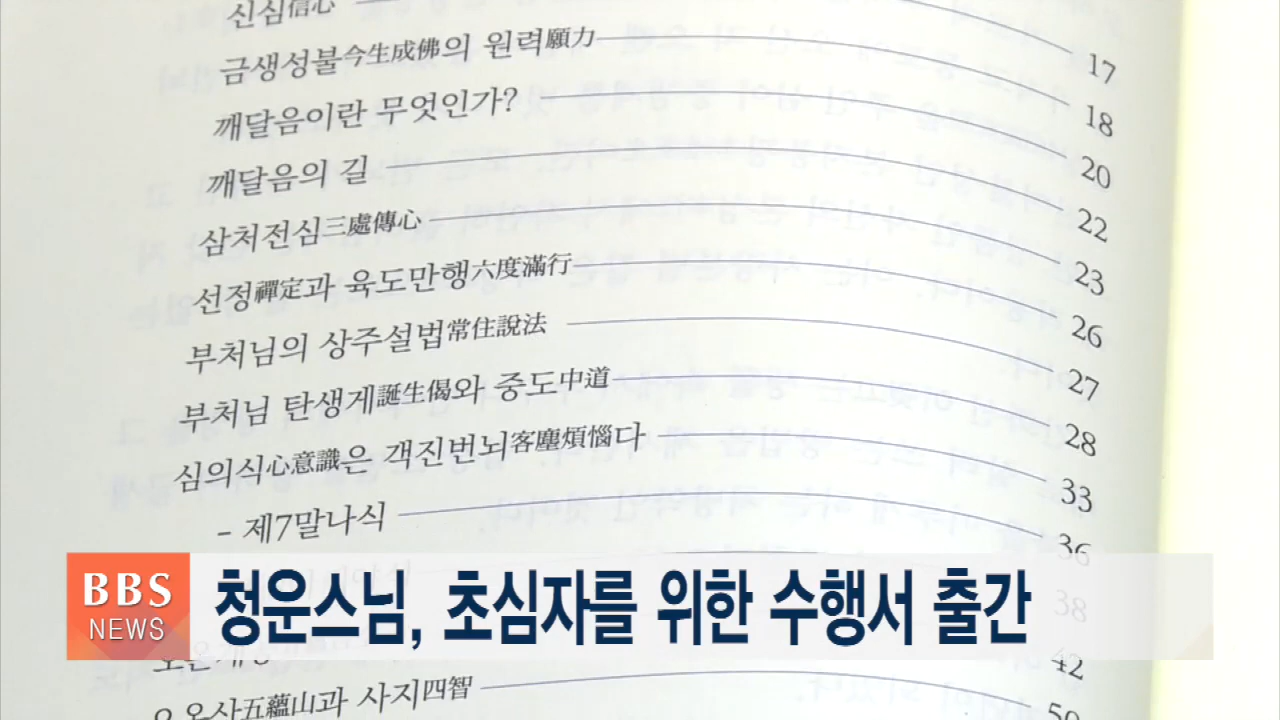 신심信心 17
금생성불今生成佛의 원력願力 18
깨달음이란 무엇인가? 20
깨달음의 길 22
삼처전심三處傳心 23
선정禪定과 육도만행六度滿行 26
부처님의 상주설법常住說法 27
부처님 탄생게誕生偈와 중도中道 28
심의식心意識은 객진번뇌客塵煩惱다 33
- 제7말나식 36
38
BBS NEWS
청운스님, 초심자를 위한 수행서 출간
42
五蘊山과 사지四智 50